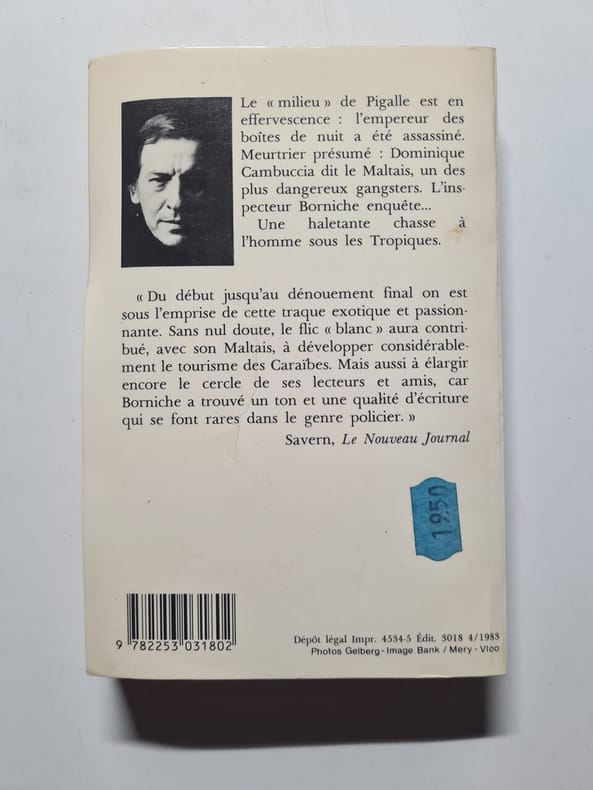 Le « milieu » de Pigalle est en
effervescence : l'empereur des
boîtes de nuit a été assassiné.
Meurtrier présumé : Dominique
Cambuccia dit le Maltais, un des
plus dangereux gangsters. L'ins-
pecteur Borniche enquête...
Une haletante chasse à
l'homme sous les Tropiques.
« Du début jusqu'au dénouement final on est
sous l'emprise de cette traque exotique et passion-
nante. Sans nul doute, le flic « blanc » aura contri-
bué, avec son Maltais, à développer considérable-
ment le tourisme des Caraïbes. Mais aussi à élargir
encore le cercle de ses lecteurs et amis, car
Borniche a trouvé un ton et une qualité d'écriture
qui se font rares dans le genre policier. »
Savern, Le Nouveau Journal
1950
9 782253 031802
Dépôt légal Impr. 4534-5 Édit. 3018 4/1983
Photos Gelberg - Image Bank / Mery - Vloo